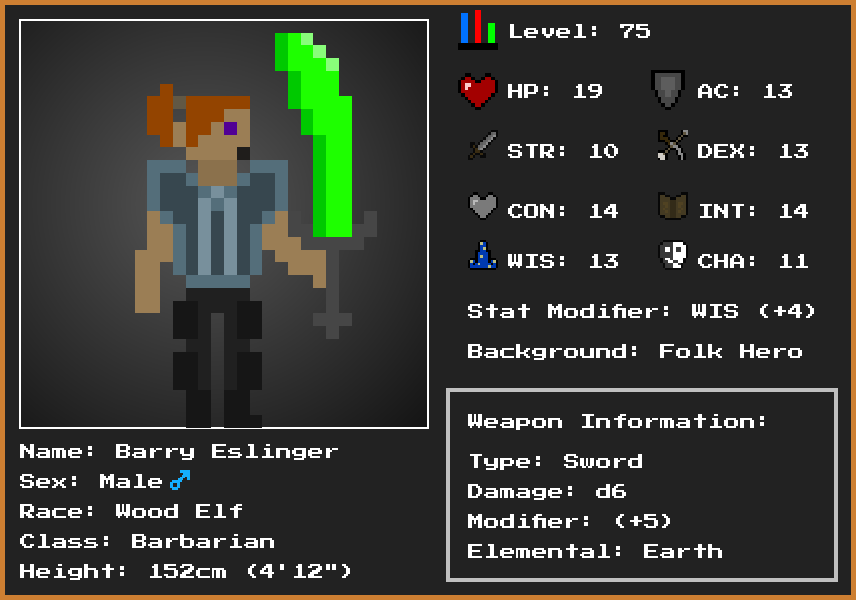 Level: 75
HP: 19 AC: 13
STR: 10 DEX: 13
CON: 14 INT: 14
WIS: 13 CHA: 11
Stat Modifier: WIS (+4)
Background: Folk Hero
Weapon Information:
Type: Sword
Damage: d6
Modifier: (+5)
Elemental: Earth
Name: Barry Eslinger
Sex: Male♂
Race: Wood Elf
Class: Barbarian
Height: 152cm (4'12")